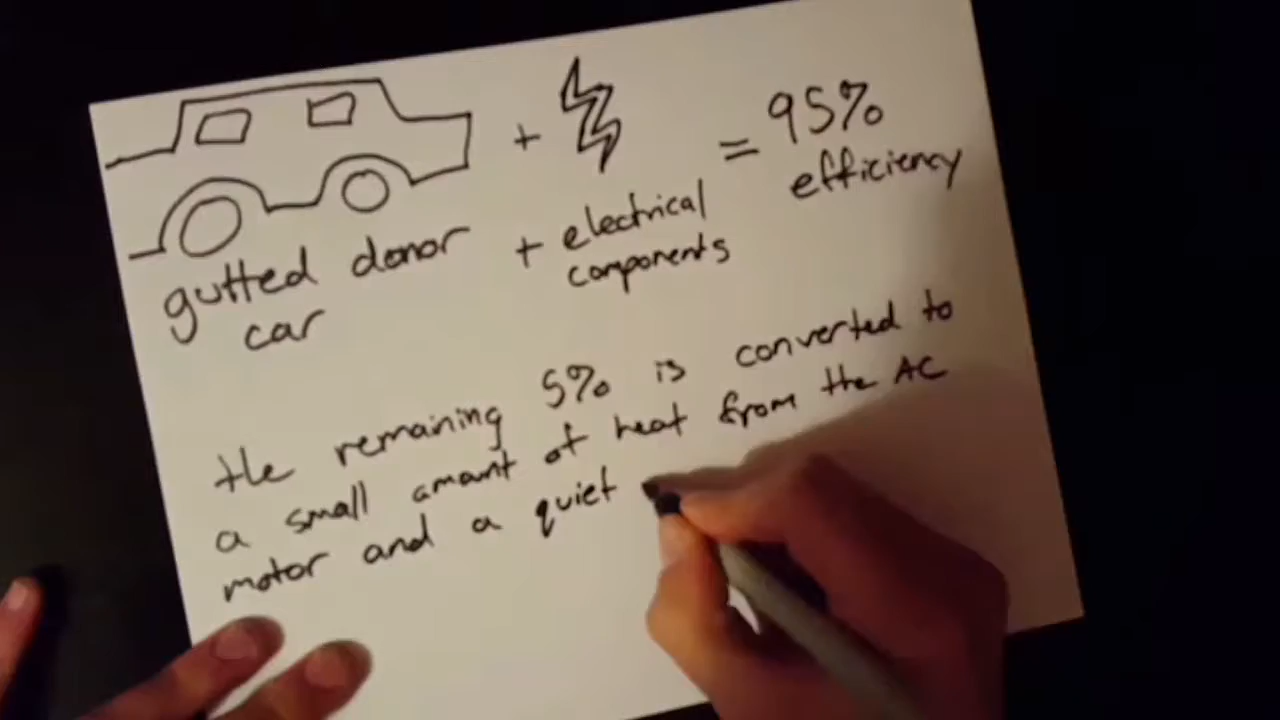 + = 95%
efficiency
gutted donor
car
+ electrical
components
the remaining 5% is converted to
a small amount of heat from the AC
motor and a quiet